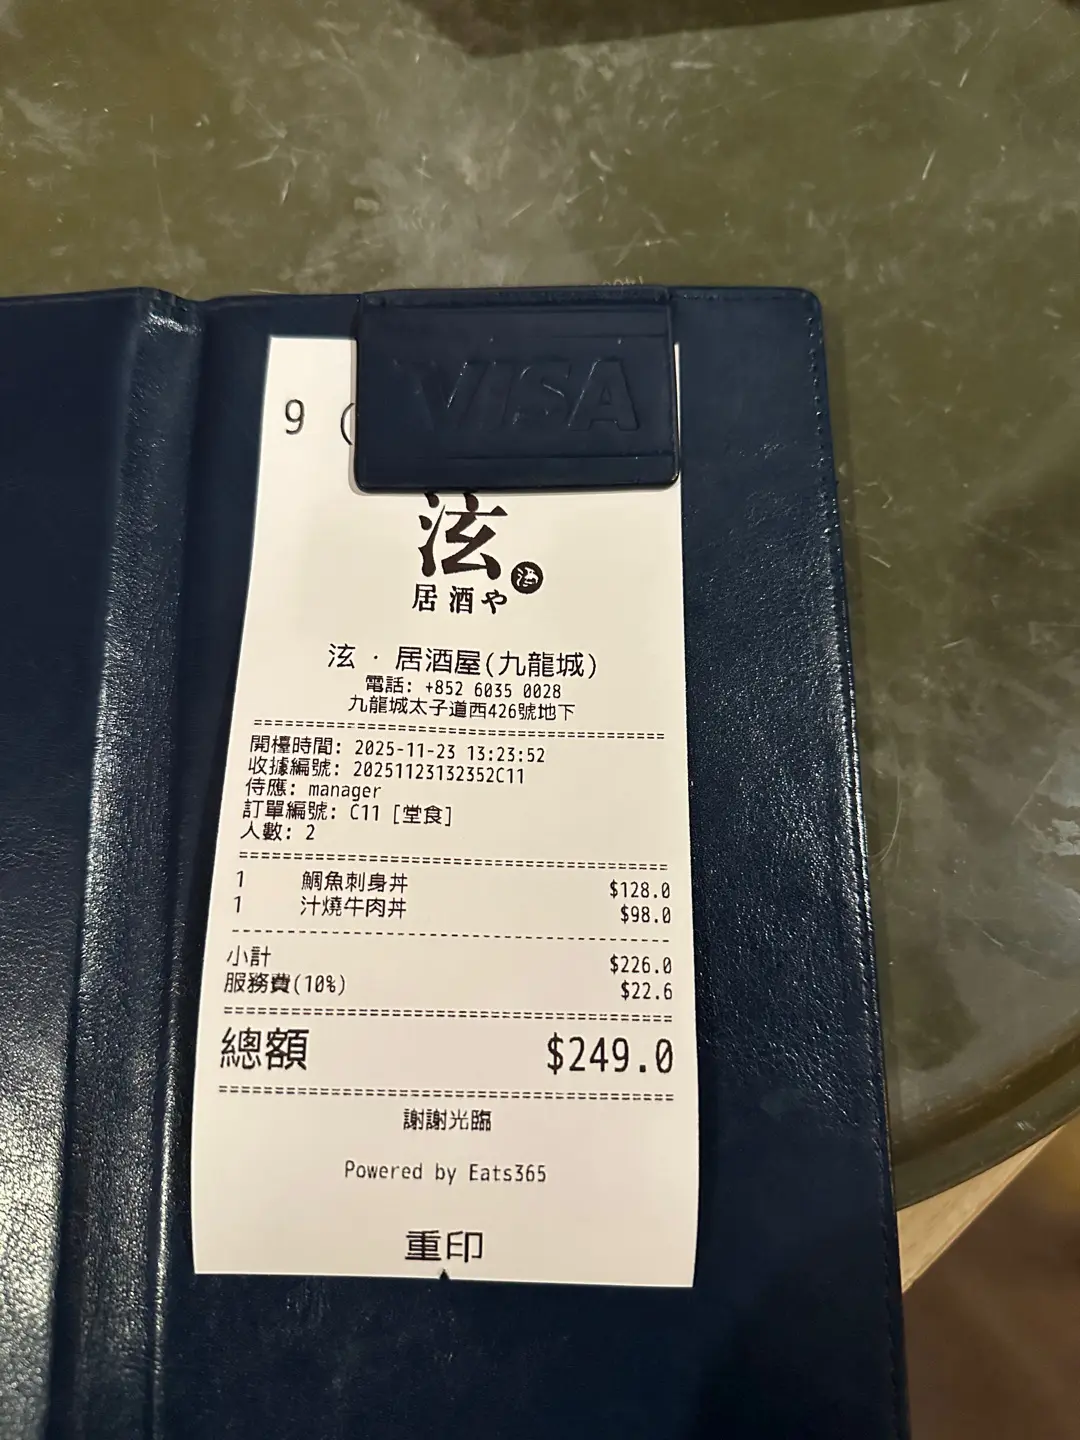 VISA
9 (
泫
居酒や
酒
泫 · 居酒屋(九龍城)
電話: +852 6035 0028
九龍城太子道西426號地下
開檯時間: 2025-11-23 13:23:52
收據編號: 20251123132352C11
侍應: manager
訂單編號: C11 [堂食]
人數: 2
1 鯛魚刺身丼 $128.0
1 汁燒牛肉丼 $98.0
小計 $226.0
服務費(10%) $22.6
總額 $249.0
謝謝光臨
Powered by Eats365
重印